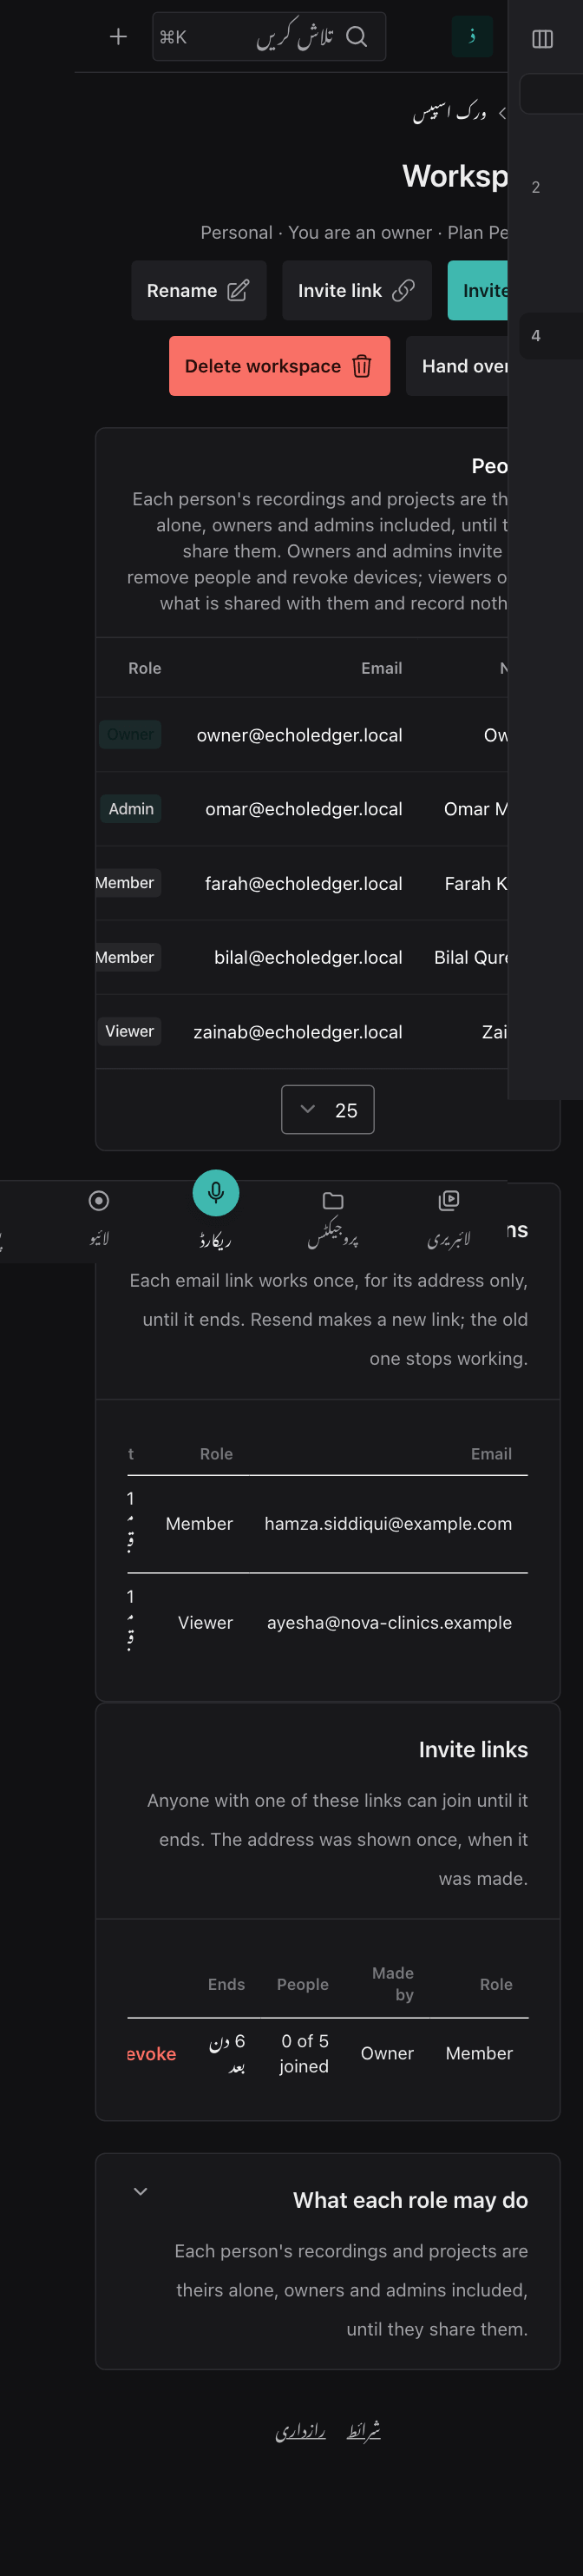 تلاش کریں ⌘K
ذ
ورک اسپیس
2
Worksp
Personal · You are an owner · Plan Pe
4
Invite
Invite link
Rename
Hand over
Delete workspace
Peo
Each person's recordings and projects are th
alone, owners and admins included, until t
share them. Owners and admins invite
remove people and revoke devices; viewers o
what is shared with them and record noth
N Email Role
Ow owner@echoledger.local Owner
Omar M omar@echoledger.local Admin
Farah K farah@echoledger.local Member
Bilal Qure bilal@echoledger.local Member
Zai zainab@echoledger.local Viewer
25
لائبریری
پروجیکٹس
ریکارڈ
لائیو
ns
Each email link works once, for its address only,
until it ends. Resend makes a new link; the old
one stops working.
Email Role t
hamza.siddiqui@example.com Member 1
ayesha@nova-clinics.example Viewer 1
Invite links
Anyone with one of these links can join until it
ends. The address was shown once, when it
was made.
Role Made by People Ends
Member Owner 0 of 5 joined 6 دن بعد evoke
What each role may do
Each person's recordings and projects are
theirs alone, owners and admins included,
until they share them.
شرائط رازداری